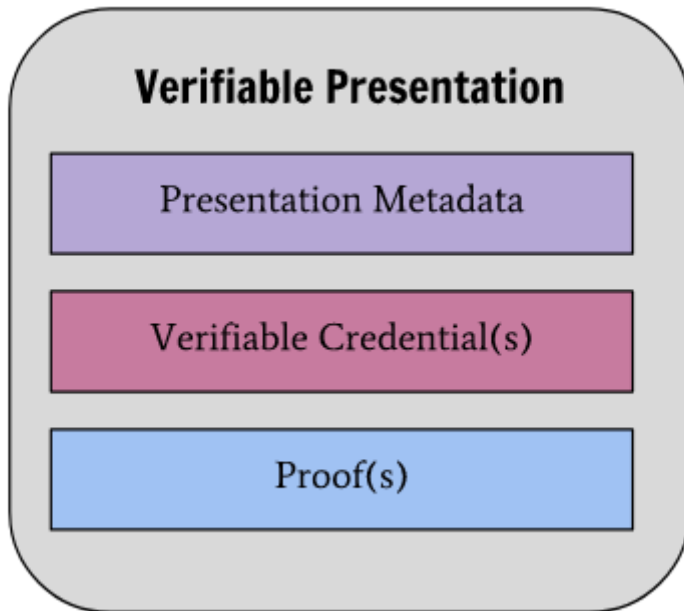 Verifiable Presentation
Presentation Metadata
Verifiable Credential(s)
Proof(s)